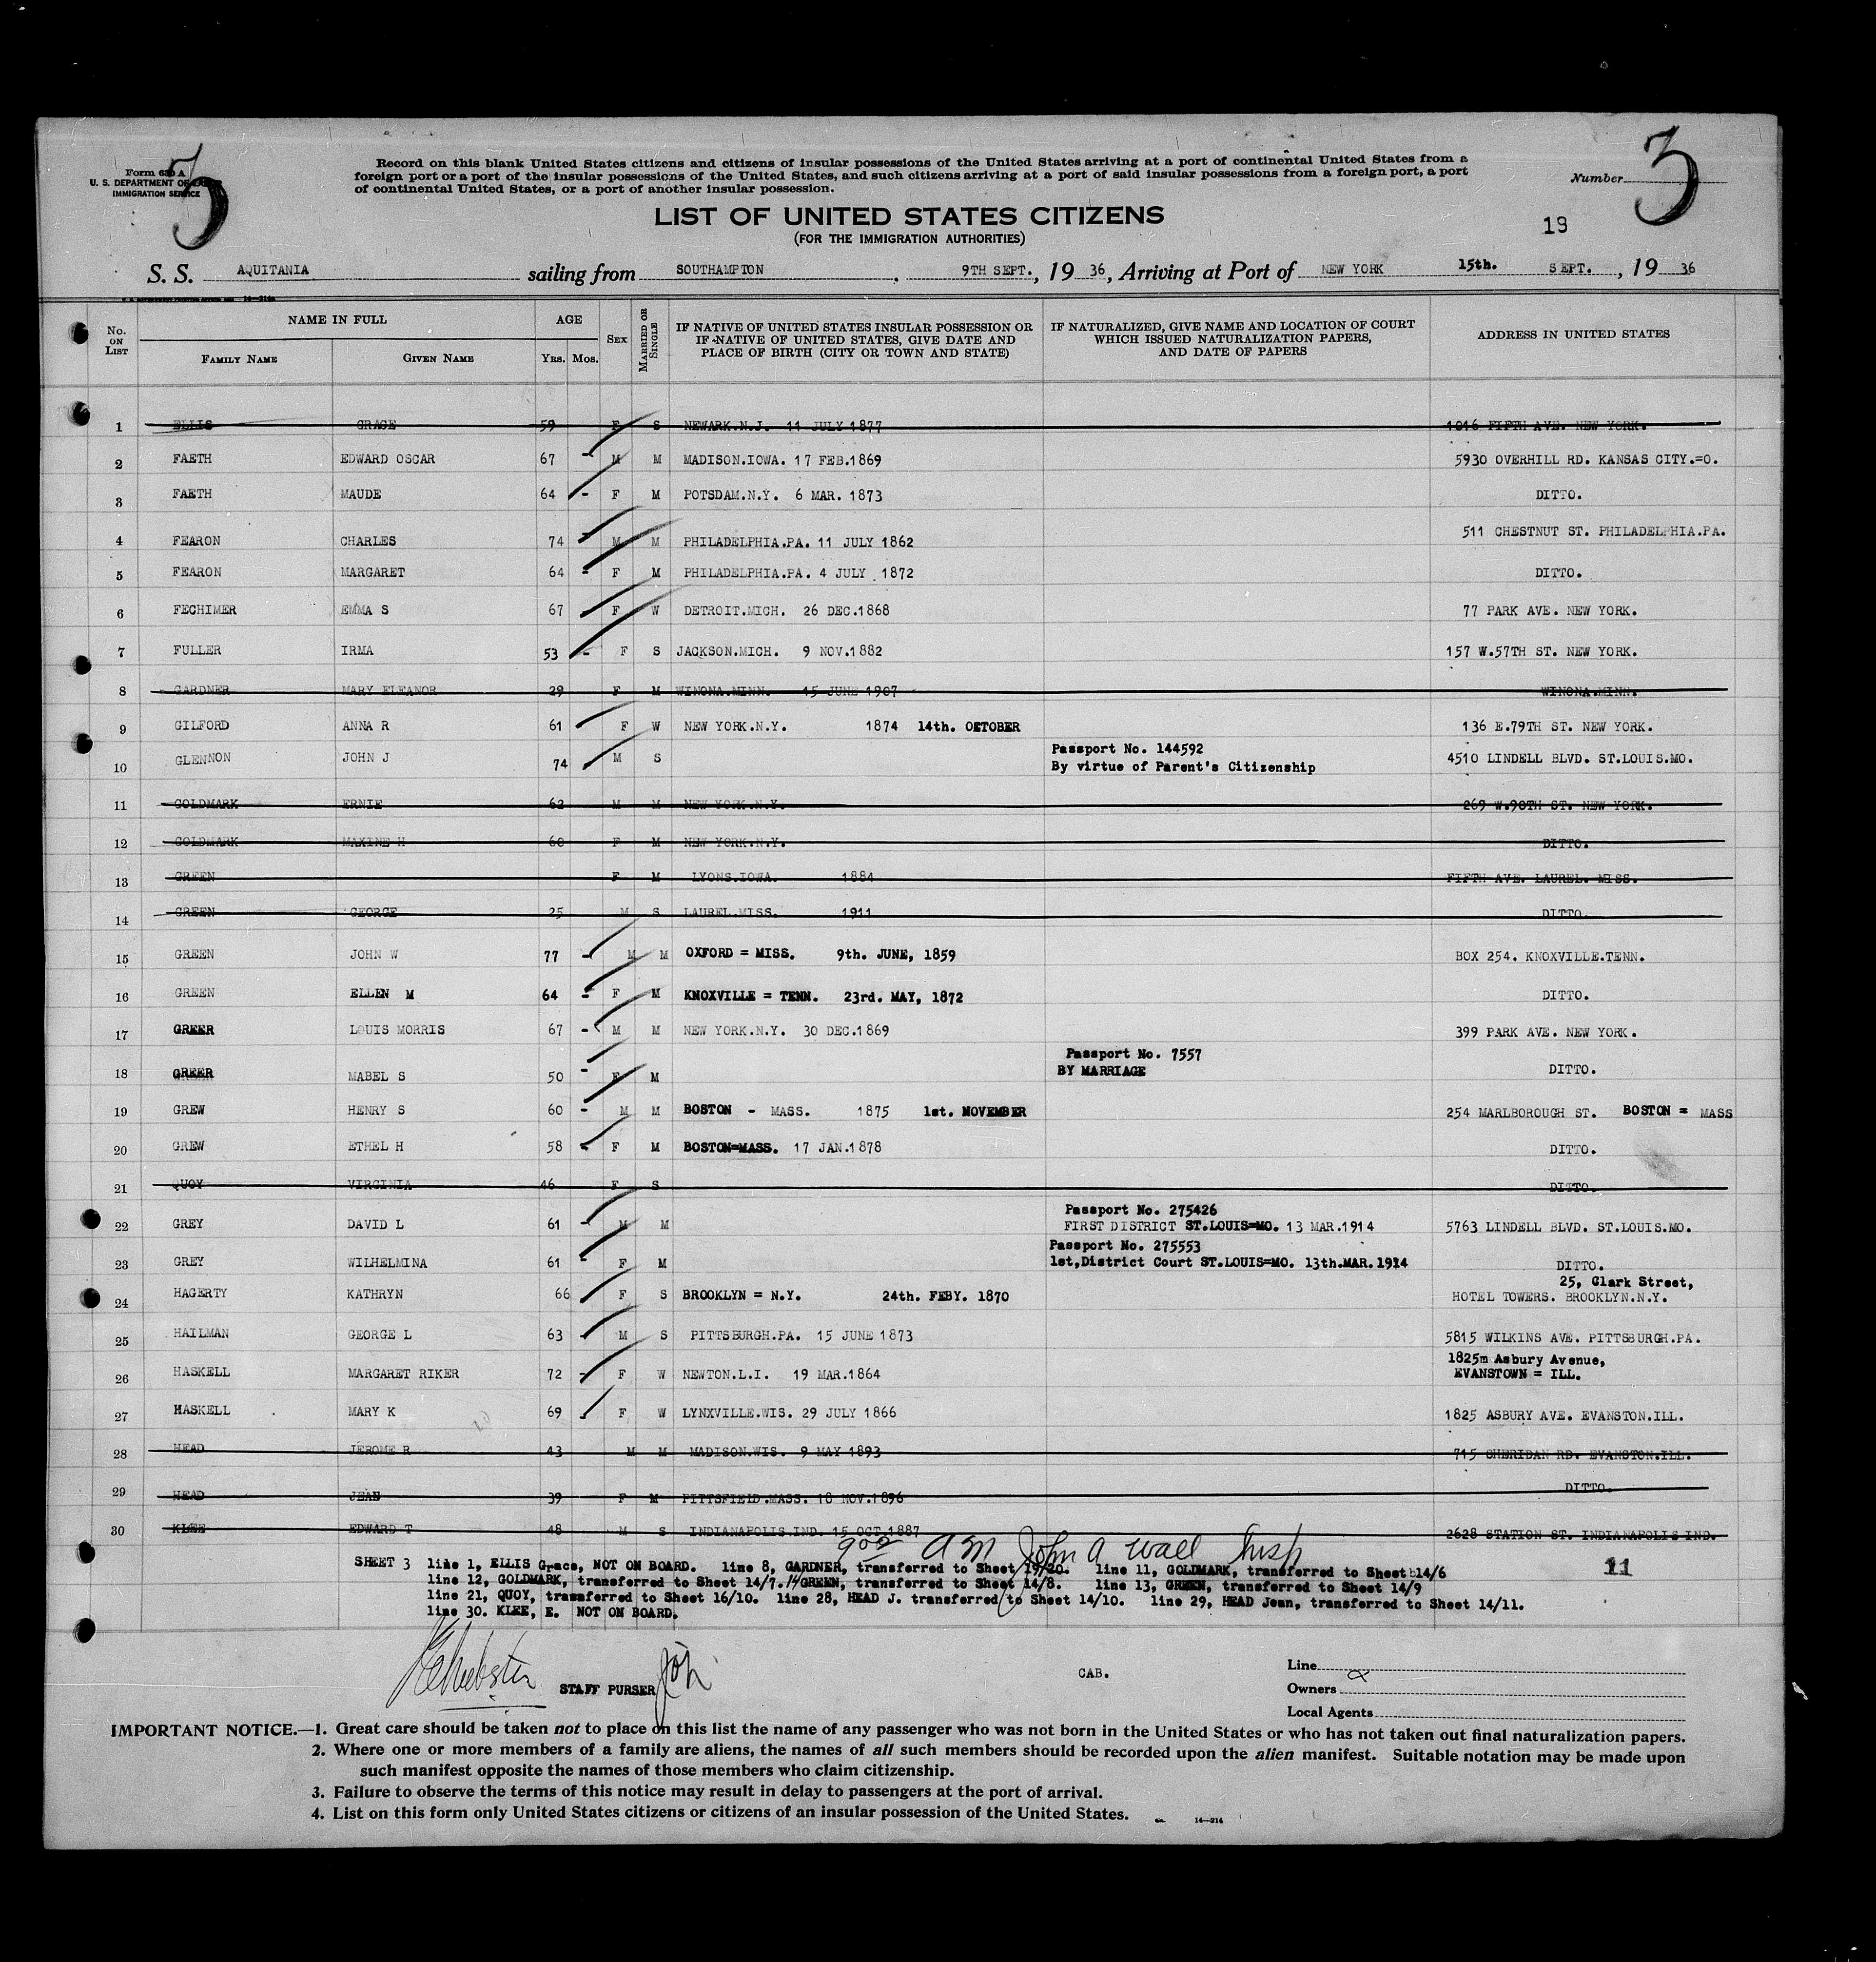 Form 630 A
U. S. DEPARTMENT OF LABOR
IMMIGRATION SERVICE
5
Record on this blank United States citizens and citizens of insular possessions of the United States arriving at a port of continental United States from a
foreign port or a port of the insular possessions of the United States, and such citizens arriving at a port of said insular possessions from a foreign port, a port
of continental United States, or a port of another insular possession.
Number 3
LIST OF UNITED STATES CITIZENS
(FOR THE IMMIGRATION AUTHORITIES)
19
S. S. AQUITANIA sailing from SOUTHAMPTON, 9TH SEPT., 19 36, Arriving at Port of NEW YORK 15th. SEPT., 19 36
No. ON LIST
NAME IN FULL
FAMILY NAME GIVEN NAME
AGE
YRS. MOS.
SEX
MARRIED OR SINGLE
IF NATIVE OF UNITED STATES INSULAR POSSESSION OR
IF NATIVE OF UNITED STATES, GIVE DATE AND
PLACE OF BIRTH (CITY OR TOWN AND STATE)
IF NATURALIZED, GIVE NAME AND LOCATION OF COURT
WHICH ISSUED NATURALIZATION PAPERS,
AND DATE OF PAPERS
ADDRESS IN UNITED STATES
1 ELLIS GRACE 59 F S NEWARK.N.J. 11 JULY 1877 1016 FIFTH AVE. NEW YORK.
2 FAETH EDWARD OSCAR 67 - M M MADISON.IOWA. 17 FEB.1869 5930 OVERHILL RD. KANSAS CITY.=O.
3 FAETH MAUDE 64 - F M POTSDAM.N.Y. 6 MAR. 1873 DITTO.
4 FEARON CHARLES 74 - M M PHILADELPHIA.PA. 11 JULY 1862 511 CHESTNUT ST. PHILADELPHIA.PA.
5 FEARON MARGARET 64 - F M PHILADELPHIA.PA. 4 JULY 1872 DITTO.
6 FECHIMER EMMA S 67 - F W DETROIT.MICH. 26 DEC.1868 77 PARK AVE. NEW YORK.
7 FULLER IRMA 53 - F S JACKSON.MICH. 9 NOV.1882 157 W.57TH ST. NEW YORK.
8 GARDNER MARY ELEANOR 29 F M WINONA.MINN. 15 JUNE 1907 WINONA.MINN.
9 GILFORD ANNA R 61 F W NEW YORK.N.Y. 1874 14th. OCTOBER 136 E.79TH ST. NEW YORK.
10 GLENNON JOHN J 74 M S Passport No. 144592
By virtue of Parent's Citizenship 4510 LINDELL BLVD. ST.LOUIS.MO.
11 GOLDMARK ERNIE 62 M M NEW YORK.N.Y. 269 W.90TH ST. NEW YORK.
12 GOLDMARK MAXINE H 60 F M NEW YORK.N.Y. DITTO.
13 GREEN F M LYONS.IOWA. 1884 FIFTH AVE. LAUREL. MISS.
14 GREEN GEORGE 25 M S LAUREL.MISS. 1911 DITTO.
15 GREEN JOHN W 77 - M M OXFORD = MISS. 9th. JUNE, 1859 BOX 254. KNOXVILLE.TENN.
16 GREEN ELLEN M 64 - F M KNOXVILLE = TENN. 23rd. MAY, 1872 DITTO.
17 GREER LOUIS MORRIS 67 - M M NEW YORK.N.Y. 30 DEC.1869 399 PARK AVE. NEW YORK.
18 GREER MABEL S 50 - F M Passport No. 7557
BY MARRIAGE DITTO.
19 GREW HENRY S 60 - M M BOSTON - MASS. 1875 1st. NOVEMBER 254 MARLBOROUGH ST. BOSTON = MASS
20 GREW ETHEL H 58 - F M BOSTON=MASS. 17 JAN.1878 DITTO.
21 QUOY VIRGINIA 46 F S DITTO.
22 GREY DAVID L 61 - M M Passport No. 275426
FIRST DISTRICT ST.LOUIS=MO. 13 MAR.1914 5763 LINDELL BLVD. ST.LOUIS.MO.
23 GREY WILHELMINA 61 - F M Passport No. 275553
1st,District Court ST.LOUIS=MO. 13th.MAR.1914 DITTO.
24 HAGERTY KATHRYN 66 F S BROOKLYN = N.Y. 24th. FEBY. 1870 25, Clark Street,
HOTEL TOWERS. BROOKLYN.N.Y.
25 HAILMAN GEORGE L 63 - M S PITTSBURGH.PA. 15 JUNE 1873 5815 WILKINS AVE. PITTSBURGH.PA.
26 HASKELL MARGARET RIKER 72 - F W NEWTON.L.I. 19 MAR.1864 1825m Asbury Avenue,
EVANSTOWN = ILL.
27 HASKELL MARY K 69 - F W LYNXVILLE.WIS. 29 JULY 1866 1825 ASBURY AVE. EVANSTON.ILL.
28 HEAD JEROME R 43 M M MADISON.WIS. 9 MAY 1893 715 SHERIDAN RD. EVANSTON.ILL.
29 HEAD JEAN 39 F M PITTSFIELD.MASS. 18 NOV.1896 DITTO.
30 KLEE EDWARD T 48 M S INDIANAPOLIS.IND. 15 OCT.1887 2628 STATION ST. INDIANAPOLIS IND.
900 AM John A Wall Insp
SHEET 3 line 1, ELLIS Grace, NOT ON BOARD. line 8, GARDNER, transferred to Sheet 19/20. line 11, GOLDMARK, transferred to Sheet 14/6
line 12, GOLDMARK, transferred to Sheet 14/7. 14 GREEN, transferred to Sheet 14/8. line 13, GREEN, transferred to Sheet 14/9
line 21, QUOY, transferred to Sheet 16/10. line 28, HEAD J. transferred to Sheet 14/10. line 29, HEAD Jean, transferred to Sheet 14/11.
line 30. KLEE, E. NOT ON BOARD.
11
STAFF PURSER
CAB.
Line
Owners
Local Agents
IMPORTANT NOTICE.—1. Great care should be taken not to place on this list the name of any passenger who was not born in the United States or who has not taken out final naturalization papers.
2. Where one or more members of a family are aliens, the names of all such members should be recorded upon the alien manifest. Suitable notation may be made upon
such manifest opposite the names of those members who claim citizenship.
3. Failure to observe the terms of this notice may result in delay to passengers at the port of arrival.
4. List on this form only United States citizens or citizens of an insular possession of the United States.
14—214